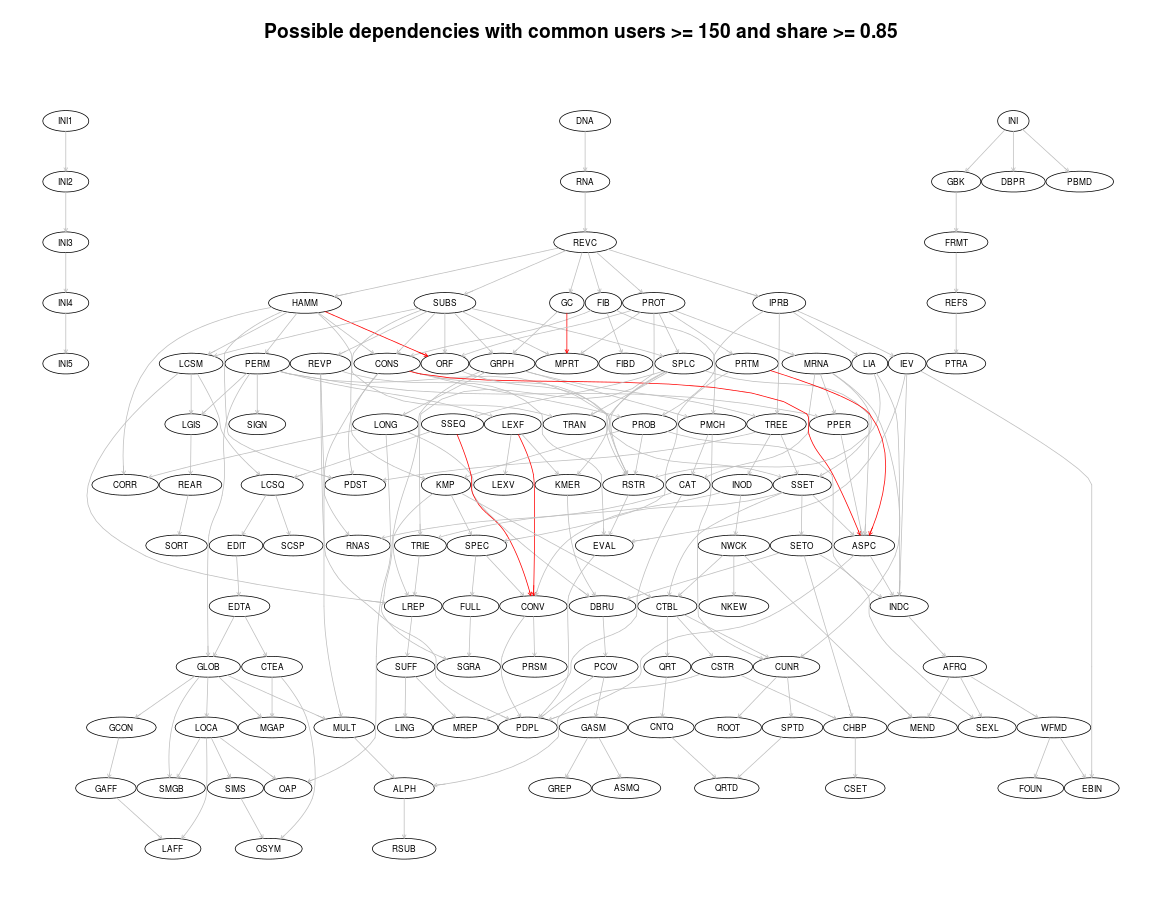 Possible dependencies with common users >= 150 and share >= 0.85
INI1 DNA INI
INI2 RNA GBK DBPR PBMD
INI3 REVC FRMT
INI4 HAMM SUBS GC FIB PROT IPRB REFS
INI5 LCSM PERM REVP CONS ORF GRPH MPRT FIBD SPLC PRTM MRNA LIA IEV PTRA
LGIS SIGN LONG SSEQ LEXF TRAN PROB PMCH TREE PPER
CORR REAR LCSQ PDST KMP LEXV KMER RSTR CAT INOD SSET
SORT EDIT SCSP RNAS TRIE SPEC EVAL NWCK SETO ASPC
EDTA LREP FULL CONV DBRU CTBL NKEW INDC
GLOB CTEA SUFF SGRA PRSM PCOV QRT CSTR CUNR AFRQ
GCON LOCA MGAP MULT LING MREP PDPL GASM CNTQ ROOT SPTD CHBP MEND SEXL WFMD
GAFF SMGB SIMS OAP ALPH GREP ASMQ QRTD CSET FOUN EBIN
LAFF OSYM RSUB